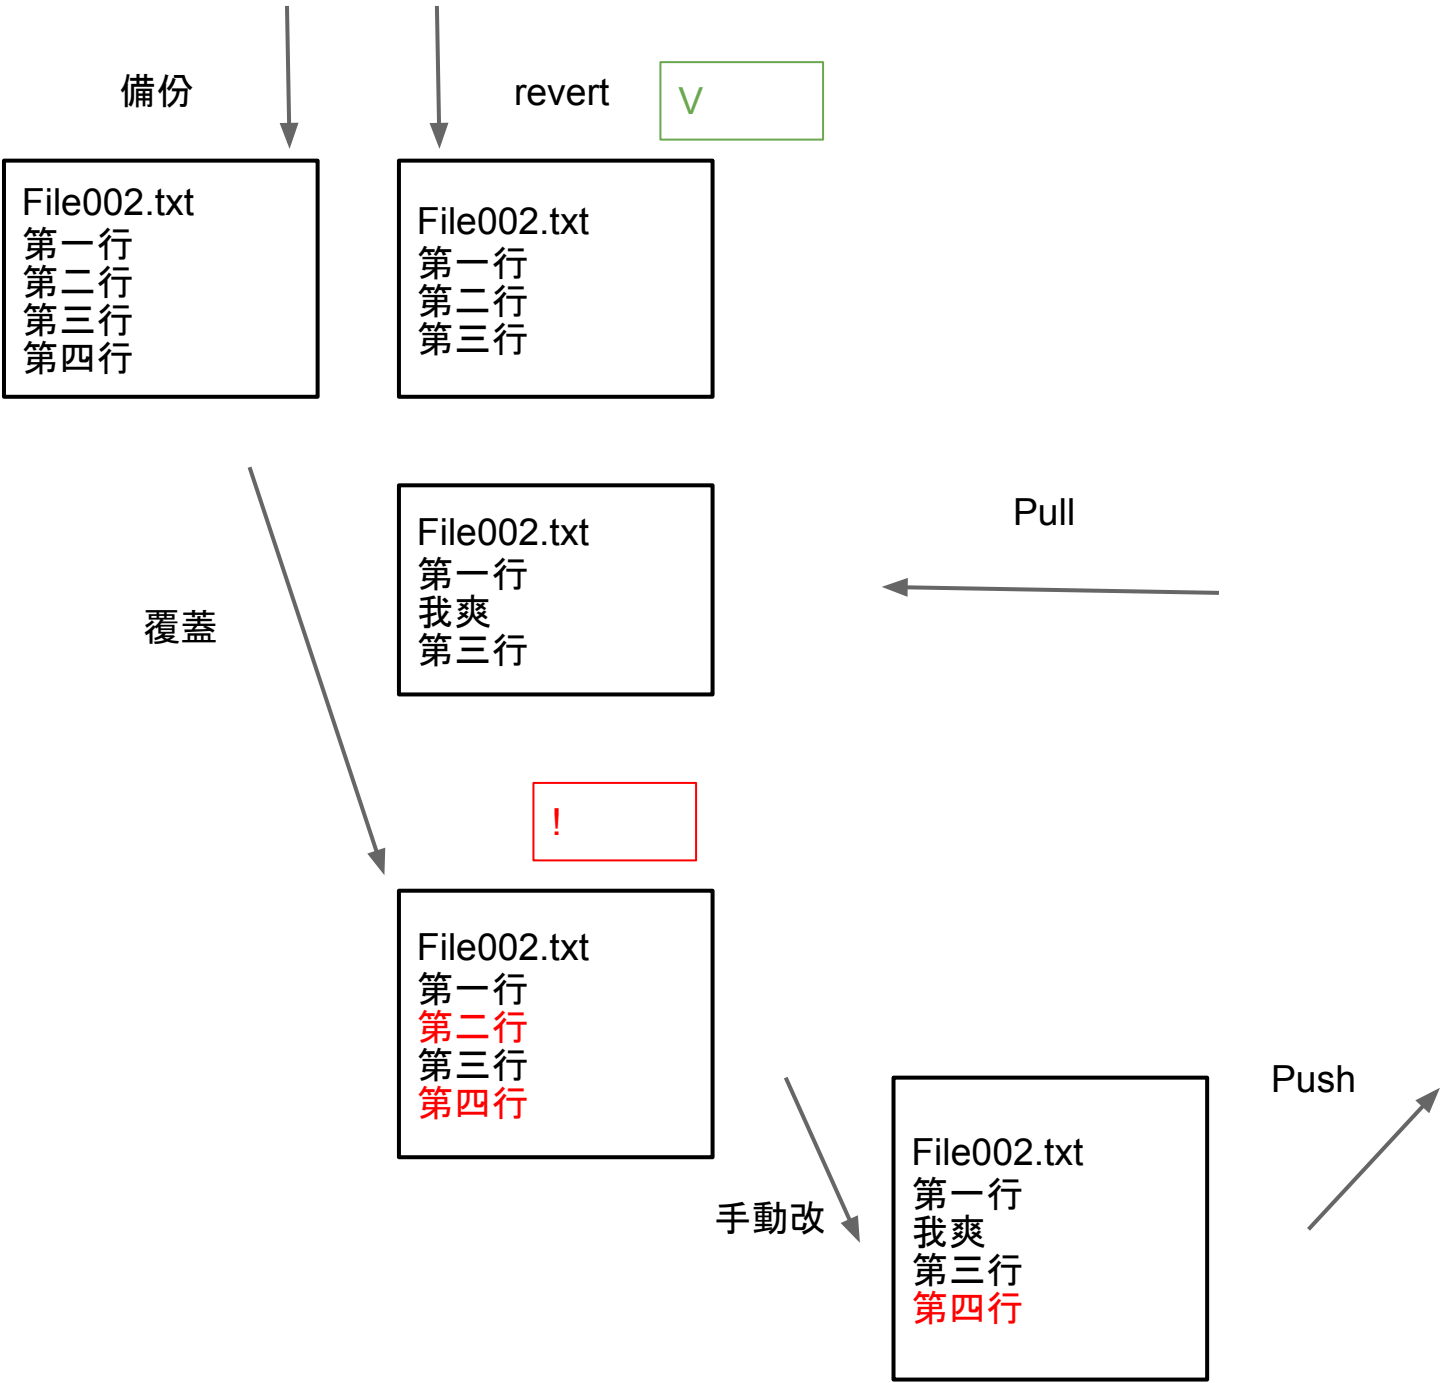 備份
revert
V
File002.txt
第一行
第二行
第三行
第四行
File002.txt
第一行
第二行
第三行
File002.txt
第一行
我爽
第三行
Pull
覆蓋
!
File002.txt
第一行
第二行
第三行
第四行
手動改
File002.txt
第一行
我爽
第三行
第四行
Push